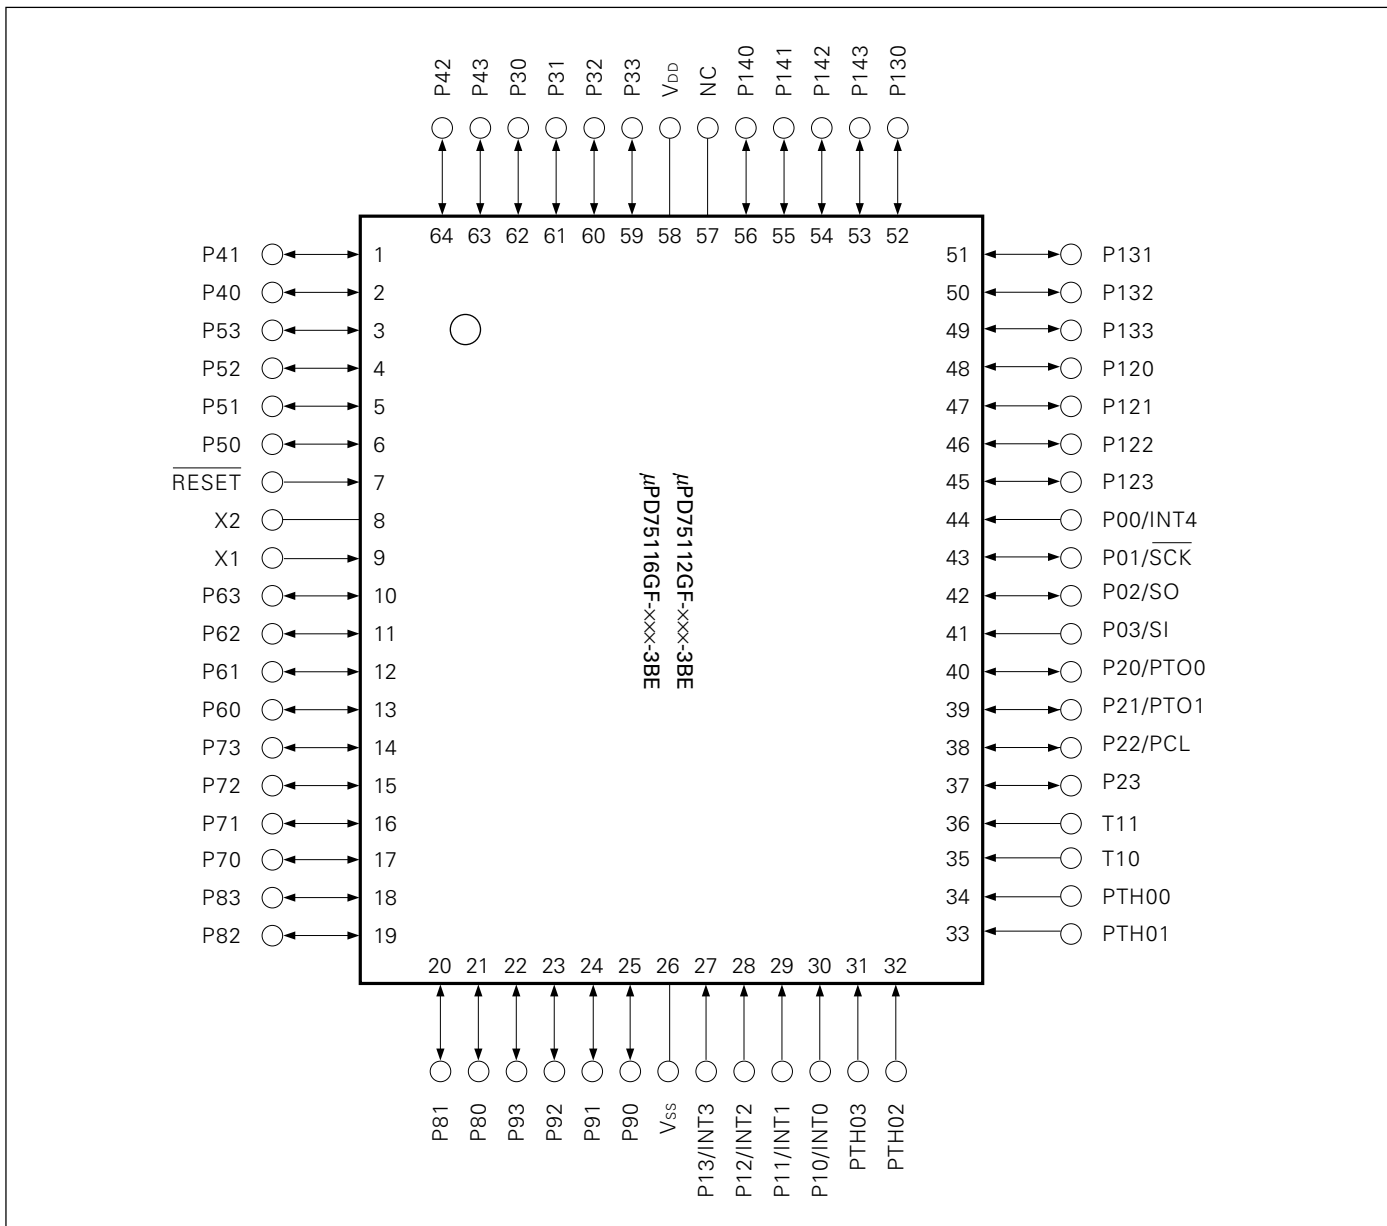 P42 P43 P30 P31 P32 P33 VDD NC P140 P141 P142 P143 P130
64 63 62 61 60 59 58 57 56 55 54 53 52
P41 1 51 P131
P40 2 50 P132
P53 3 49 P133
P52 4 48 P120
P51 5 47 P121
P50 6 46 P122
R̅E̅S̅E̅T̅ 7 45 P123
X2 8 44 P00/INT4
X1 9 43 P01/S̅C̅K̅
P63 10 42 P02/SO
P62 11 41 P03/SI
P61 12 40 P20/PTO0
P60 13 39 P21/PTO1
P73 14 38 P22/PCL
P72 15 37 P23
P71 16 36 T11
P70 17 35 T10
P83 18 34 PTH00
P82 19 33 PTH01
μPD75112GF-×××-3BE
μPD75116GF-×××-3BE
20 21 22 23 24 25 26 27 28 29 30 31 32
P81 P80 P93 P92 P91 P90 VSS P13/INT3 P12/INT2 P11/INT1 P10/INT0 PTH03 PTH02